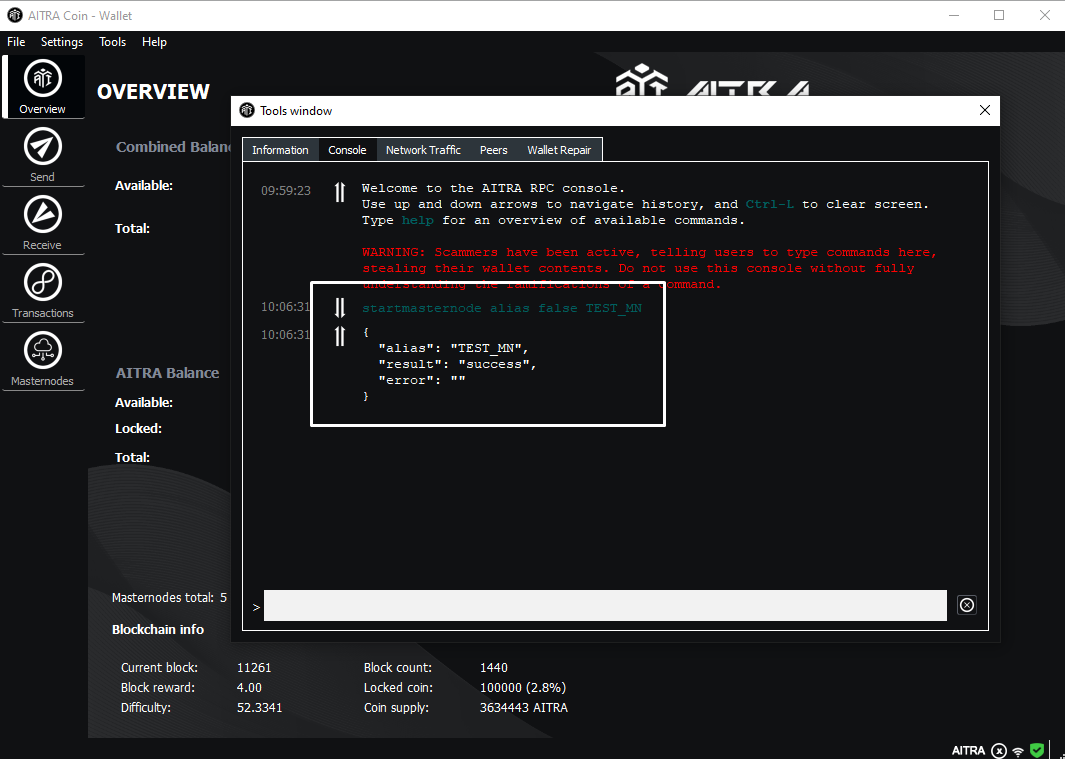 AITRA Coin - Wallet
File Settings Tools Help
Overview
Send
Receive
Transactions
Masternodes
OVERVIEW
AITRA
Combined Balan
Available:
Total:
AITRA Balance
Available:
Locked:
Total:
Masternodes total: 5
Blockchain info
Current block: 11261 Block count: 1440
Block reward: 4.00 Locked coin: 100000 (2.8%)
Difficulty: 52.3341 Coin supply: 3634443 AITRA
Tools window
Information Console Network Traffic Peers Wallet Repair
09:59:23 Welcome to the AITRA RPC console.
Use up and down arrows to navigate history, and Ctrl-L to clear screen.
Type help for an overview of available commands.
WARNING: Scammers have been active, telling users to type commands here,
stealing their wallet contents. Do not use this console without fully
understanding the ramifications of a command.
10:06:31 startmasternode alias false TEST_MN
10:06:31 {
"alias": "TEST_MN",
"result": "success",
"error": ""
}
>
AITRA